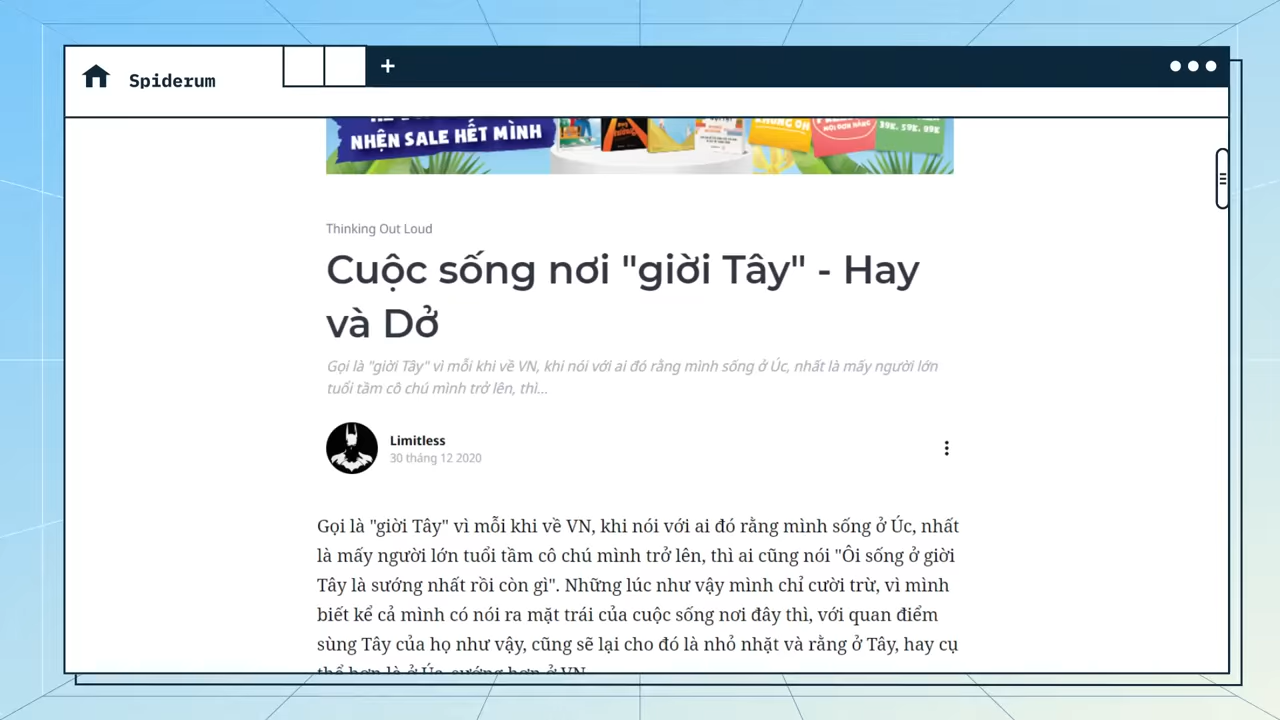 Spiderum
NHỆN SALE HẾT MÌNH
Thinking Out Loud
Cuộc sống nơi "giời Tây" - Hay
và Dở
Gọi là "giời Tây" vì mỗi khi về VN, khi nói với ai đó rằng mình sống ở Úc, nhất là mấy người lớn
tuổi tầm cô chú mình trở lên, thì...
Limitless
30 tháng 12 2020
Gọi là "giời Tây" vì mỗi khi về VN, khi nói với ai đó rằng mình sống ở Úc, nhất
là mấy người lớn tuổi tầm cô chú mình trở lên, thì ai cũng nói "Ôi sống ở giời
Tây là sướng nhất rồi còn gì". Những lúc như vậy mình chỉ cười trừ, vì mình
biết kể cả mình có nói ra mặt trái của cuộc sống nơi đây thì, với quan điểm
sùng Tây của họ như vậy, cũng sẽ lại cho đó là nhỏ nhặt và rằng ở Tây, hay cụ
thể hơn là ở Úc, sướng hơn ở VN